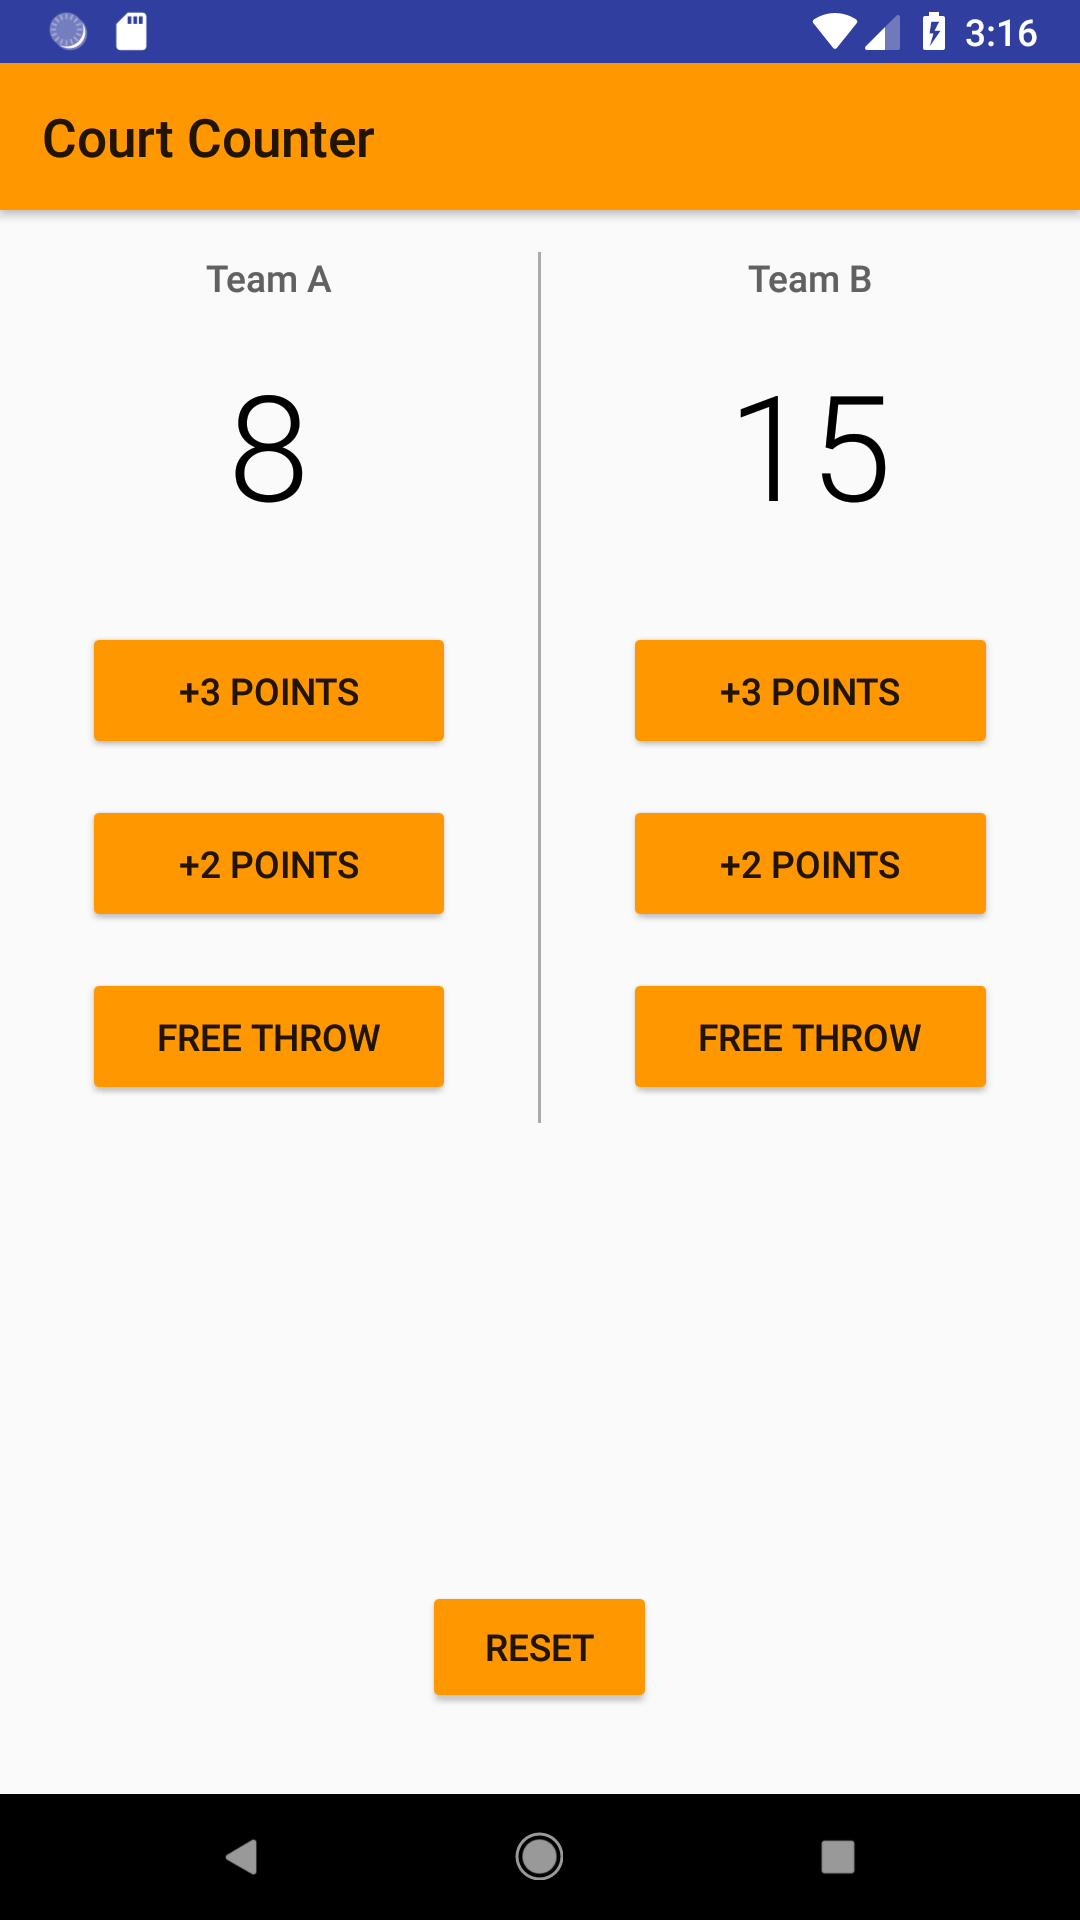 3:16
Court Counter
Team A
Team B
8
15
+3 POINTS
+3 POINTS
+2 POINTS
+2 POINTS
FREE THROW
FREE THROW
RESET